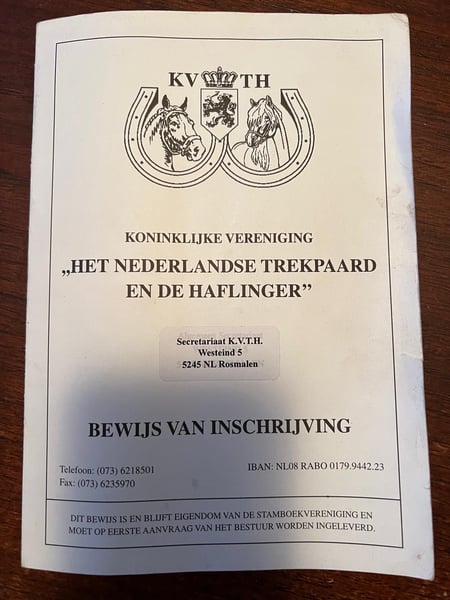 KV TH
KONINKLIJKE VERENIGING
„HET NEDERLANDSE TREKPAARD
EN DE HAFLINGER”
Secretariaat K.V.T.H.
Westeind 5
5245 NL Rosmalen
BEWIJS VAN INSCHRIJVING
Telefoon: (073) 6218501
IBAN: NL08 RABO 0179.9442.23
Fax: (073) 6235970
DIT BEWIJS IS EN BLIJFT EIGENDOM VAN DE STAMBOEKVERENIGING EN
MOET OP EERSTE AANVRAAG VAN HET BESTUUR WORDEN INGELEVERD.